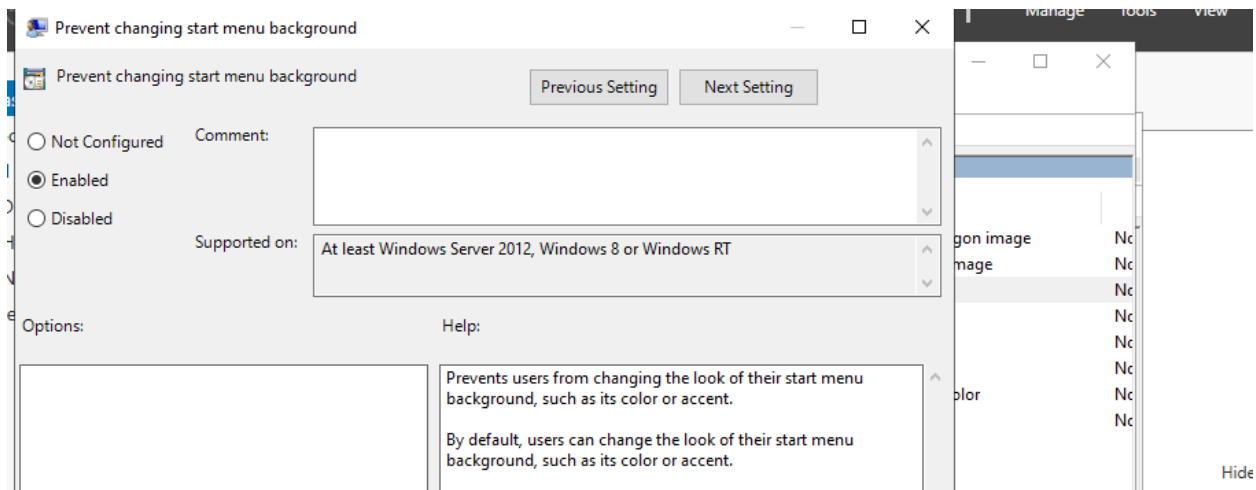 Prevent changing start menu background
Manage Tools View
Prevent changing start menu background
Previous Setting Next Setting
Not Configured
Enabled
Disabled
Comment:
Supported on:
At least Windows Server 2012, Windows 8 or Windows RT
Options:
Help:
Prevents users from changing the look of their start menu
background, such as its color or accent.
By default, users can change the look of their start menu
background, such as its color or accent.
gon image
mage
olor
Hide